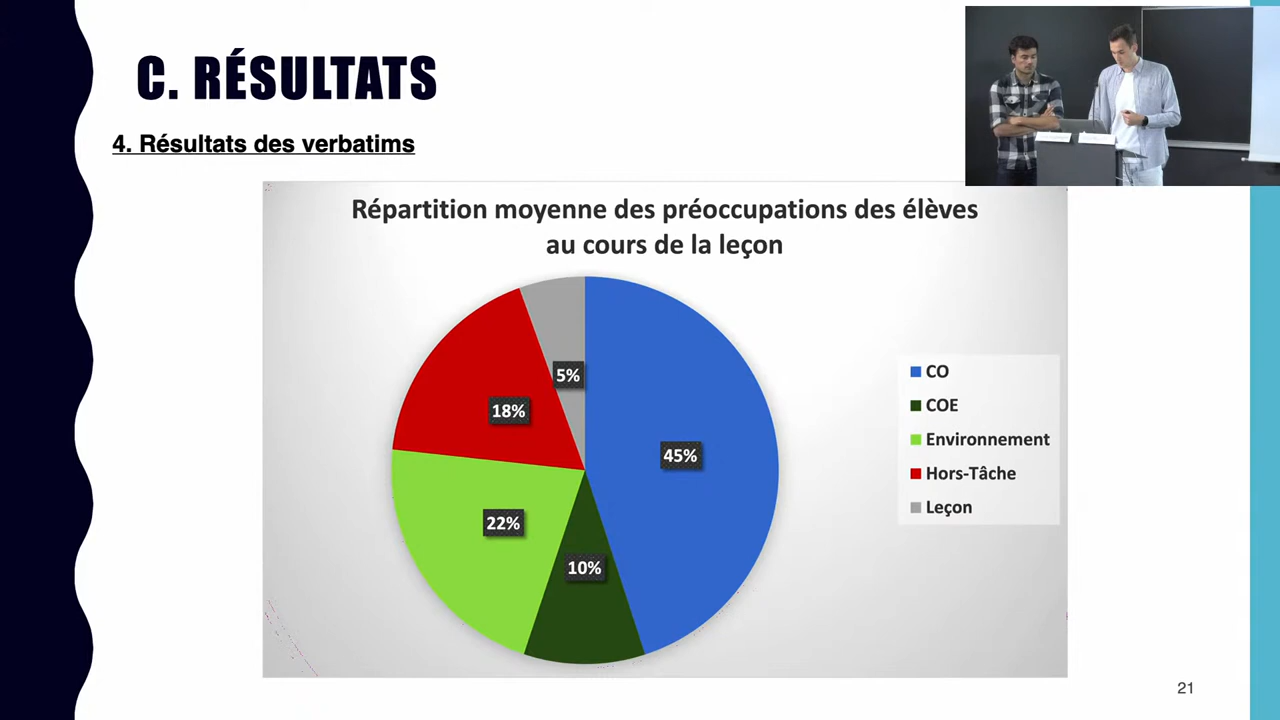 C. RÉSULTATS
4. Résultats des verbatims
Répartition moyenne des préoccupations des élèves
au cours de la leçon
5%
18%
45%
22%
10%
CO
COE
Environnement
Hors-Tâche
Leçon
21